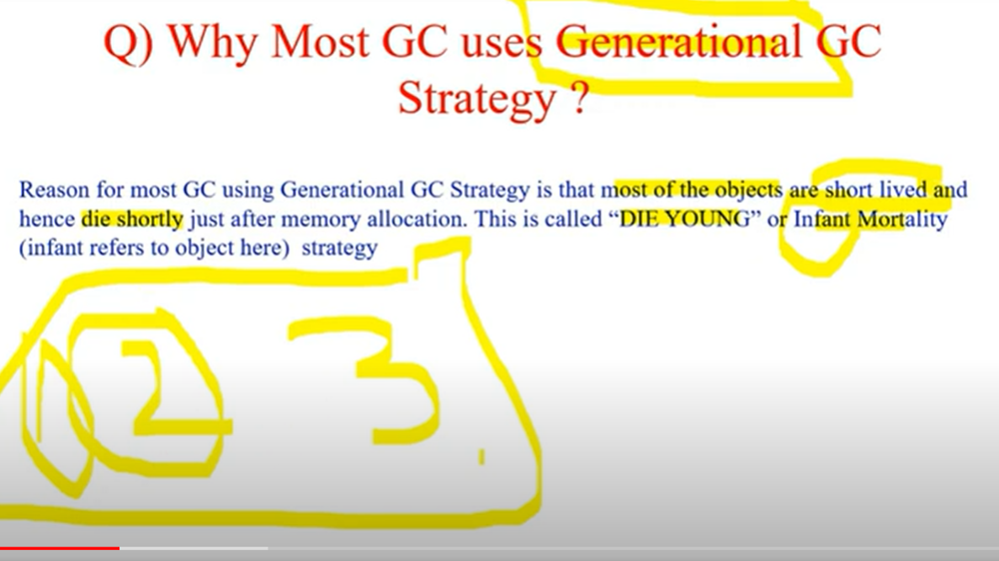 Q) Why Most GC uses Generational GC
Strategy ?
Reason for most GC using Generational GC Strategy is that most of the objects are short lived and
hence die shortly just after memory allocation. This is called “DIE YOUNG” or Infant Mortality
(infant refers to object here) strategy
1 2 3